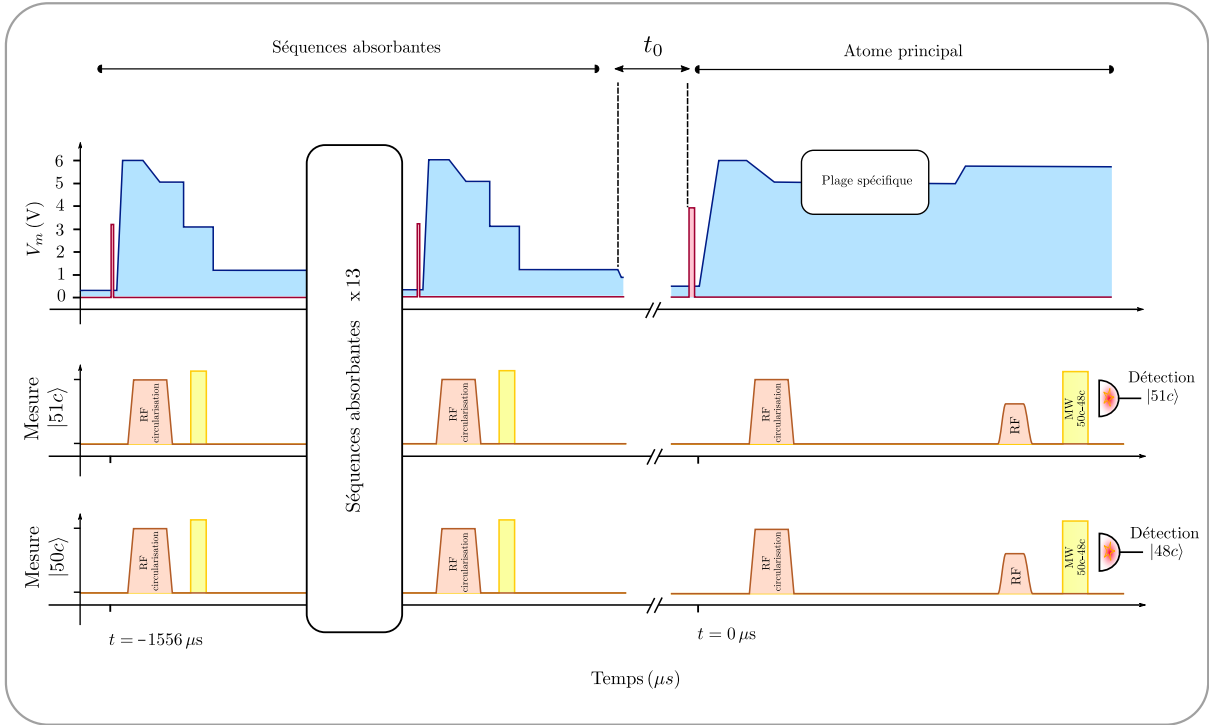 Séquences absorbantes
t₀
Atome principal
V_m (V)
6
5
4
3
2
1
0
Plage spécifique
Séquences absorbantes x 13
Mesure
|51c⟩
RF
circularisation
RF
circularisation
RF
circularisation
RF
MW
50c-48c
Détection
|51c⟩
Mesure
|50c⟩
RF
circularisation
RF
circularisation
RF
circularisation
RF
MW
50c-48c
Détection
|48c⟩
t = -1556 μs
t = 0 μs
Temps (μs)